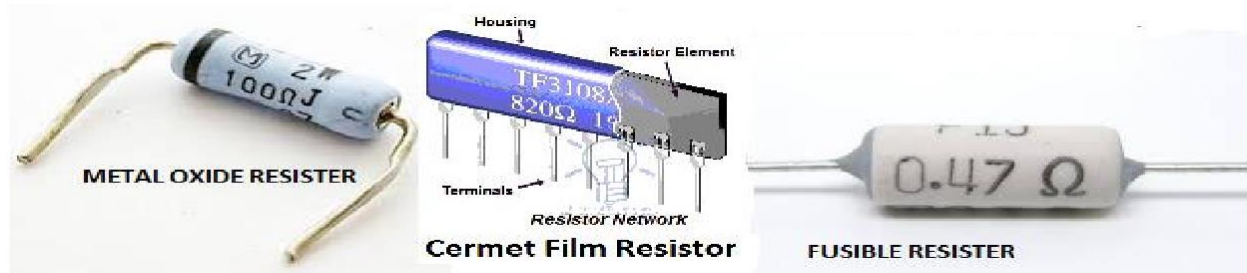 2W
100ΩJ
METAL OXIDE RESISTER
Housing
Resistor Element
TF3108
820Ω 1
Terminals
Resistor Network
Cermet Film Resistor
0.47 Ω
FUSIBLE RESISTER